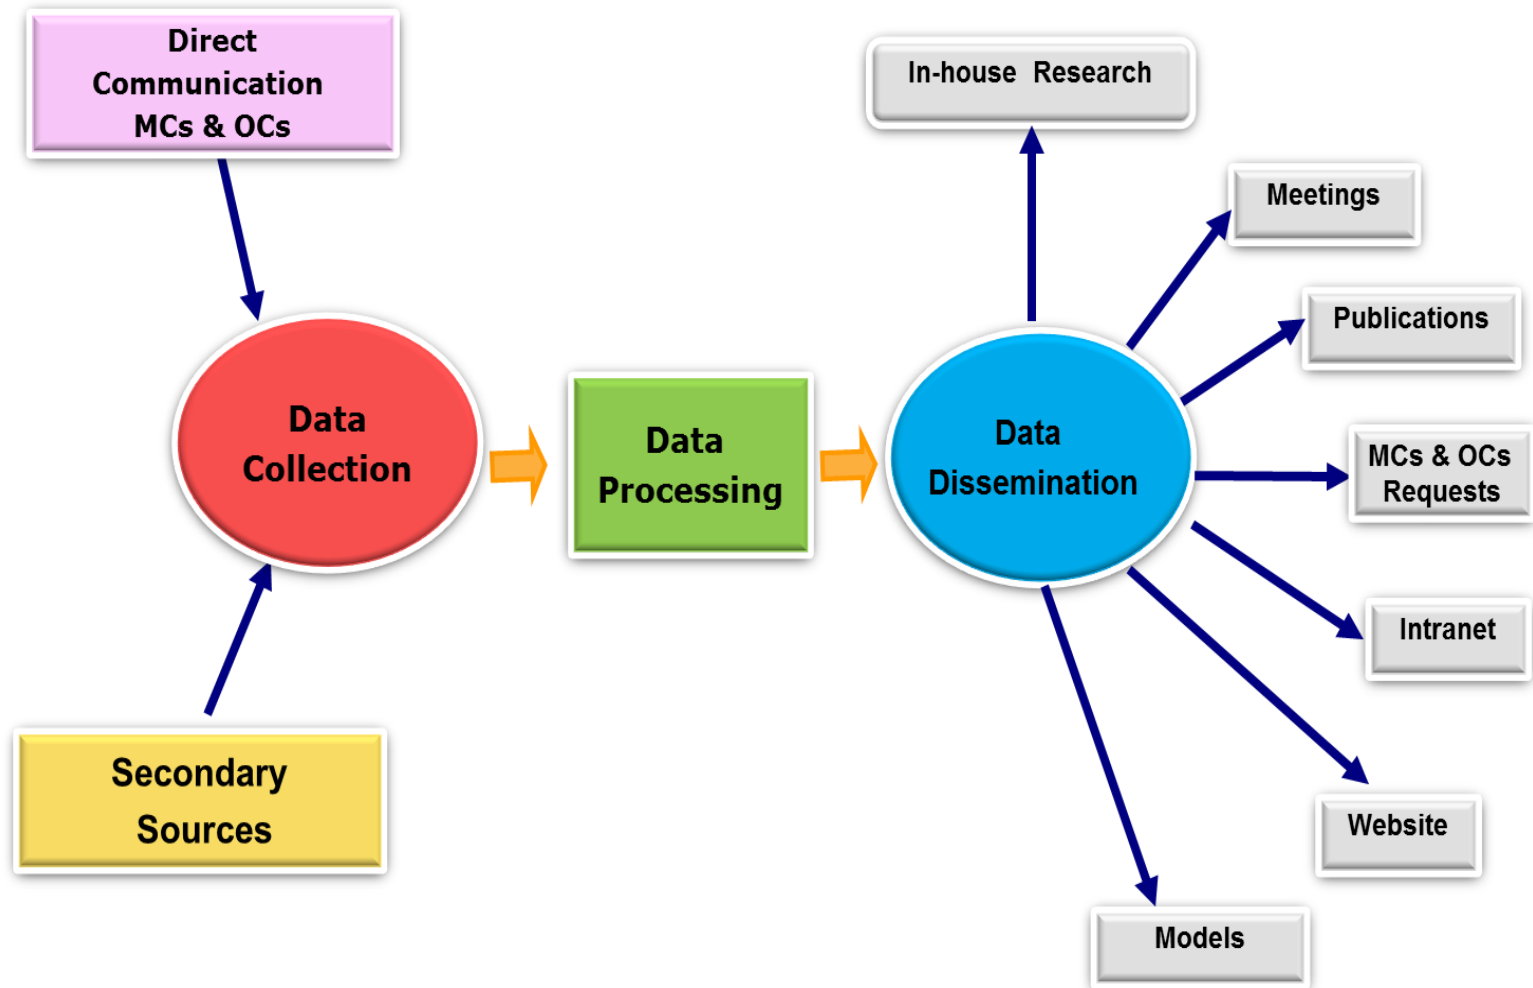 Direct
Communication
MCs & OCs
In-house Research
Meetings
Publications
Data
Collection
Data
Processing
Data
Dissemination
MCs & OCs
Requests
Intranet
Secondary
Sources
Website
Models